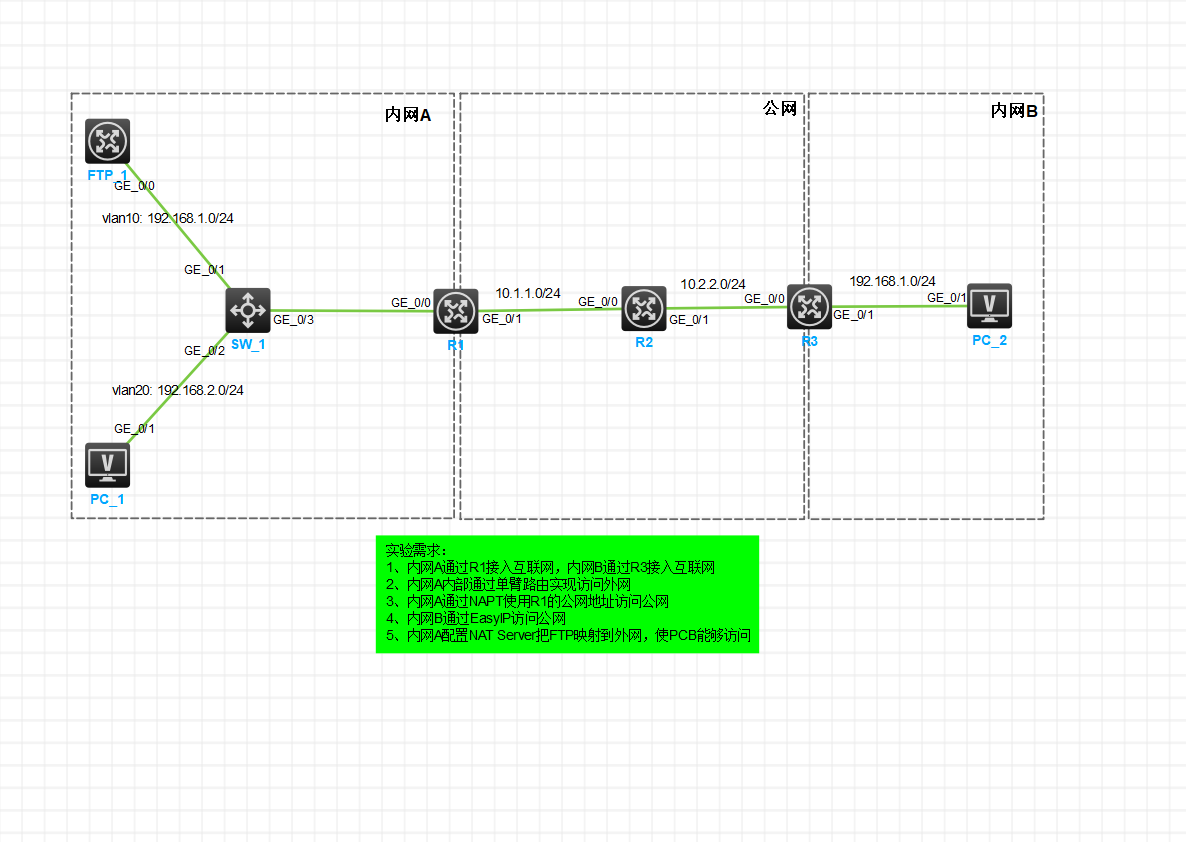 内网A
公网
内网B
FTP_1
GE_0/0
vlan10: 192.168.1.0/24
GE_0/1
SW_1
GE_0/3
GE_0/2
vlan20: 192.168.2.0/24
GE_0/1
V
PC_1
GE_0/0
R1
GE_0/1
10.1.1.0/24
GE_0/0
R2
GE_0/1
10.2.2.0/24
GE_0/0
R3
GE_0/1
192.168.1.0/24
GE_0/1
V
PC_2
实验需求：
1、内网A通过R1接入互联网，内网B通过R3接入互联网
2、内网A内部通过单臂路由实现访问外网
3、内网A通过NAPT使用R1的公网地址访问公网
4、内网B通过EasyIP访问公网
5、内网A配置NAT Server把FTP映射到外网，使PCB能够访问